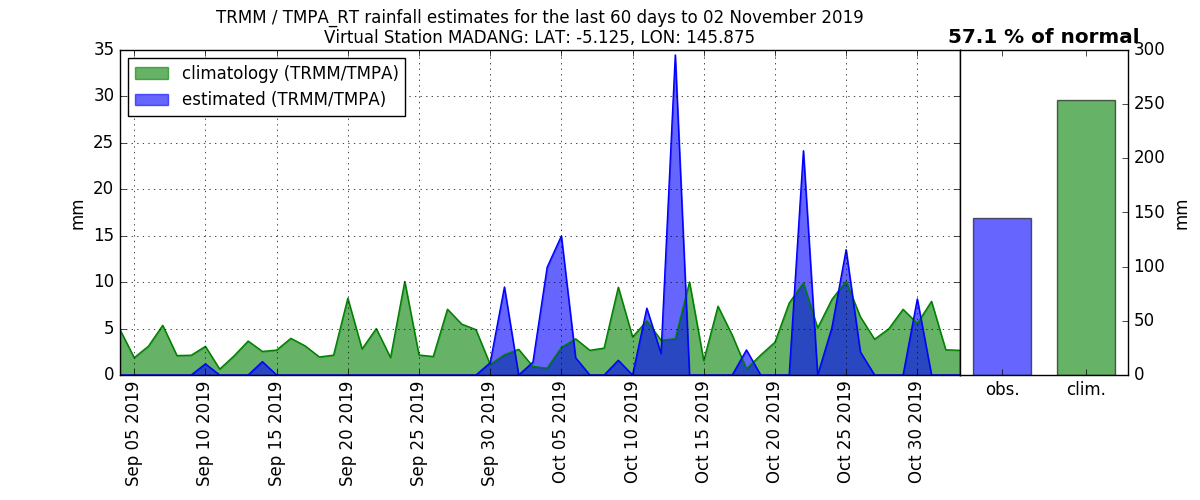 TRMM / TMPA_RT rainfall estimates for the last 60 days to 02 November 2019
Virtual Station MADANG: LAT: -5.125, LON: 145.875
57.1 % of normal
climatology (TRMM/TMPA)
estimated (TRMM/TMPA)
mm
35
30
25
20
15
10
5
0
Sep 05 2019
Sep 10 2019
Sep 15 2019
Sep 20 2019
Sep 25 2019
Sep 30 2019
Oct 05 2019
Oct 10 2019
Oct 15 2019
Oct 20 2019
Oct 25 2019
Oct 30 2019
obs.
clim.
300
250
200
150
100
50
0
mm